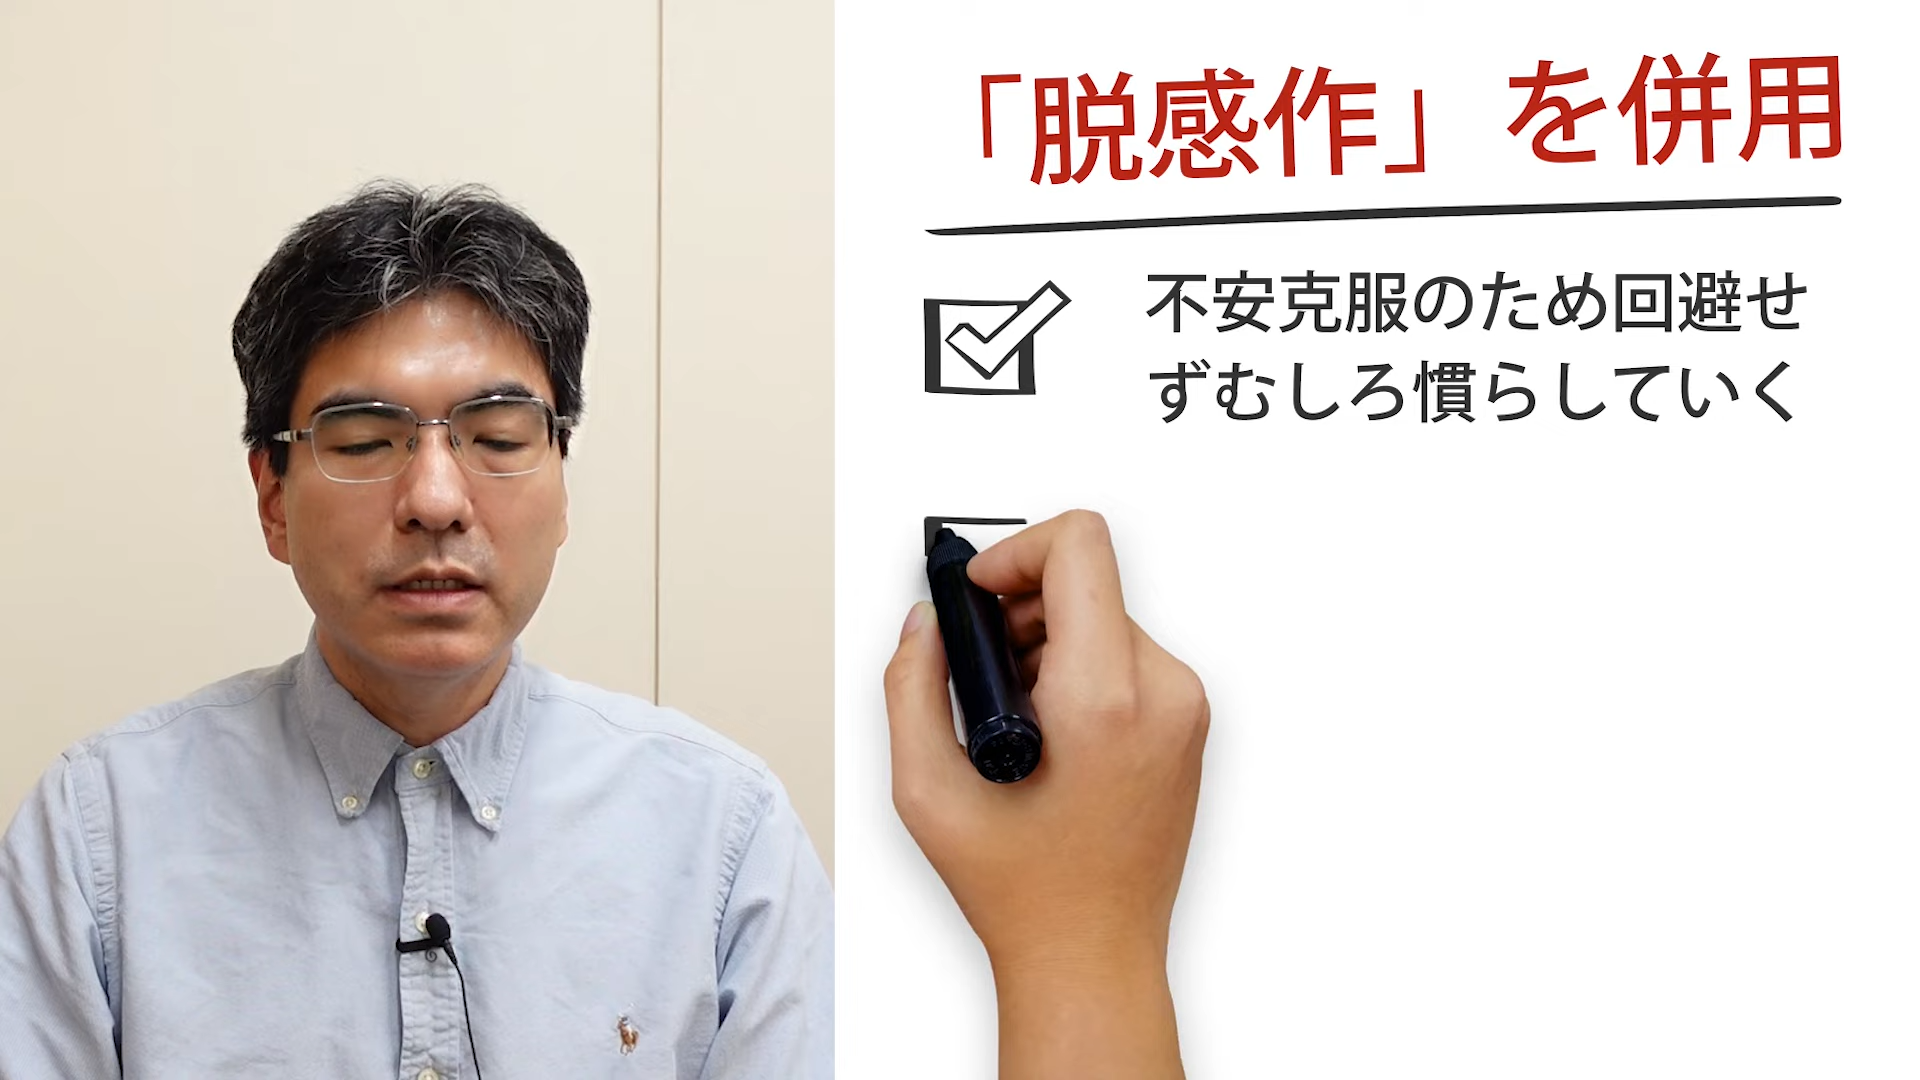 「脱感作」を併用
不安克服のため回避せ
ずむしろ慣らしていく